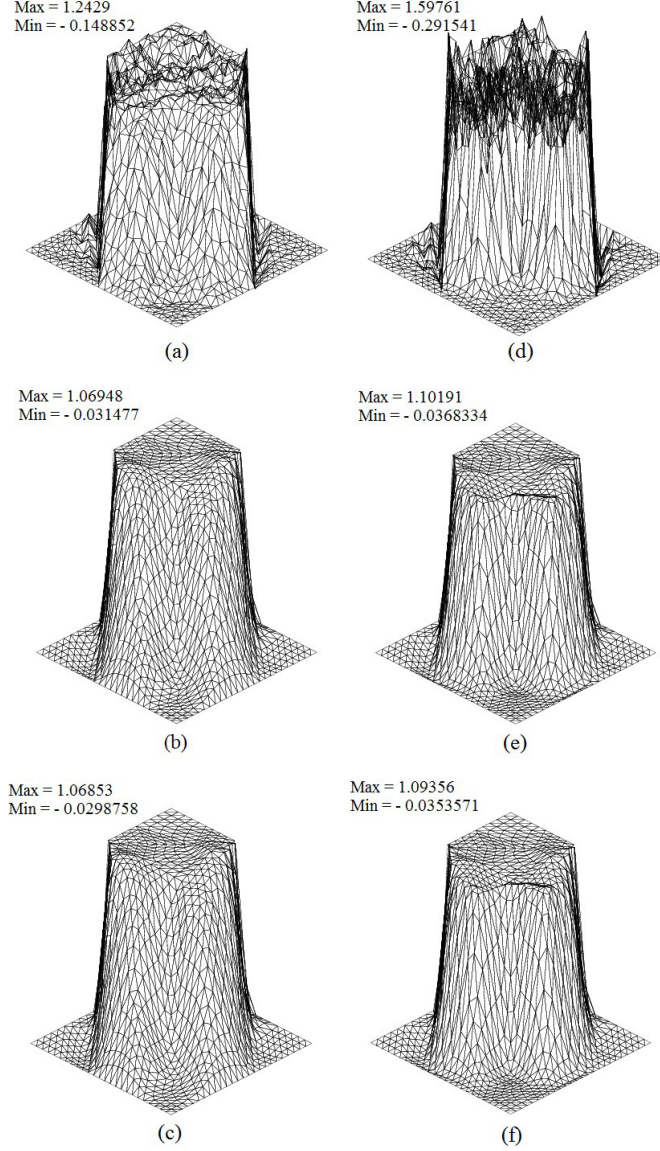 Max = 1.2429
Min = - 0.148852
(a)
Max = 1.59761
Min = - 0.291541
(d)
Max = 1.06948
Min = - 0.031477
(b)
Max = 1.10191
Min = - 0.0368334
(e)
Max = 1.06853
Min = - 0.0298758
(c)
Max = 1.09356
Min = - 0.0353571
(f)